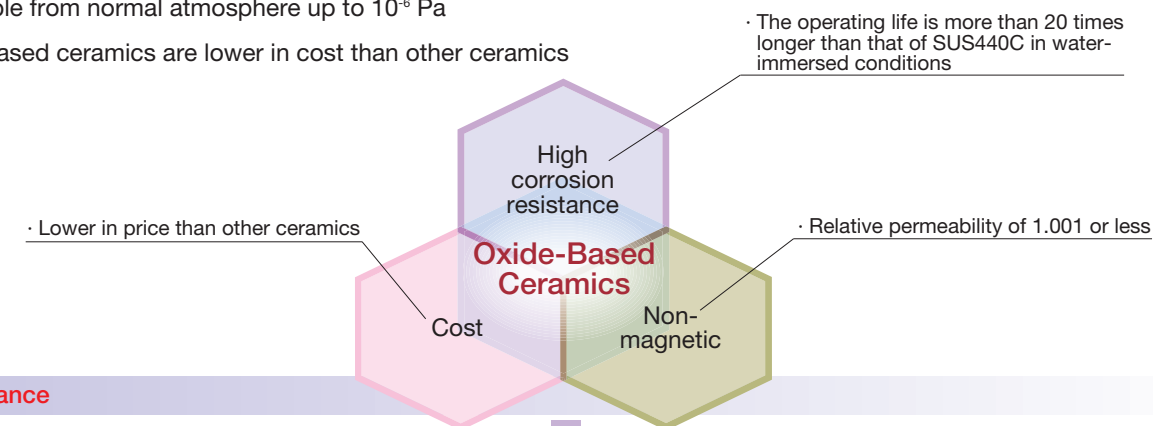 ble from normal atmosphere up to 10⁻⁶ Pa
ased ceramics are lower in cost than other ceramics
· The operating life is more than 20 times
longer than that of SUS440C in water-
immersed conditions
High
corrosion
resistance
· Lower in price than other ceramics
· Relative permeability of 1.001 or less
Oxide-Based
Ceramics
Cost
Non-
magnetic
ance